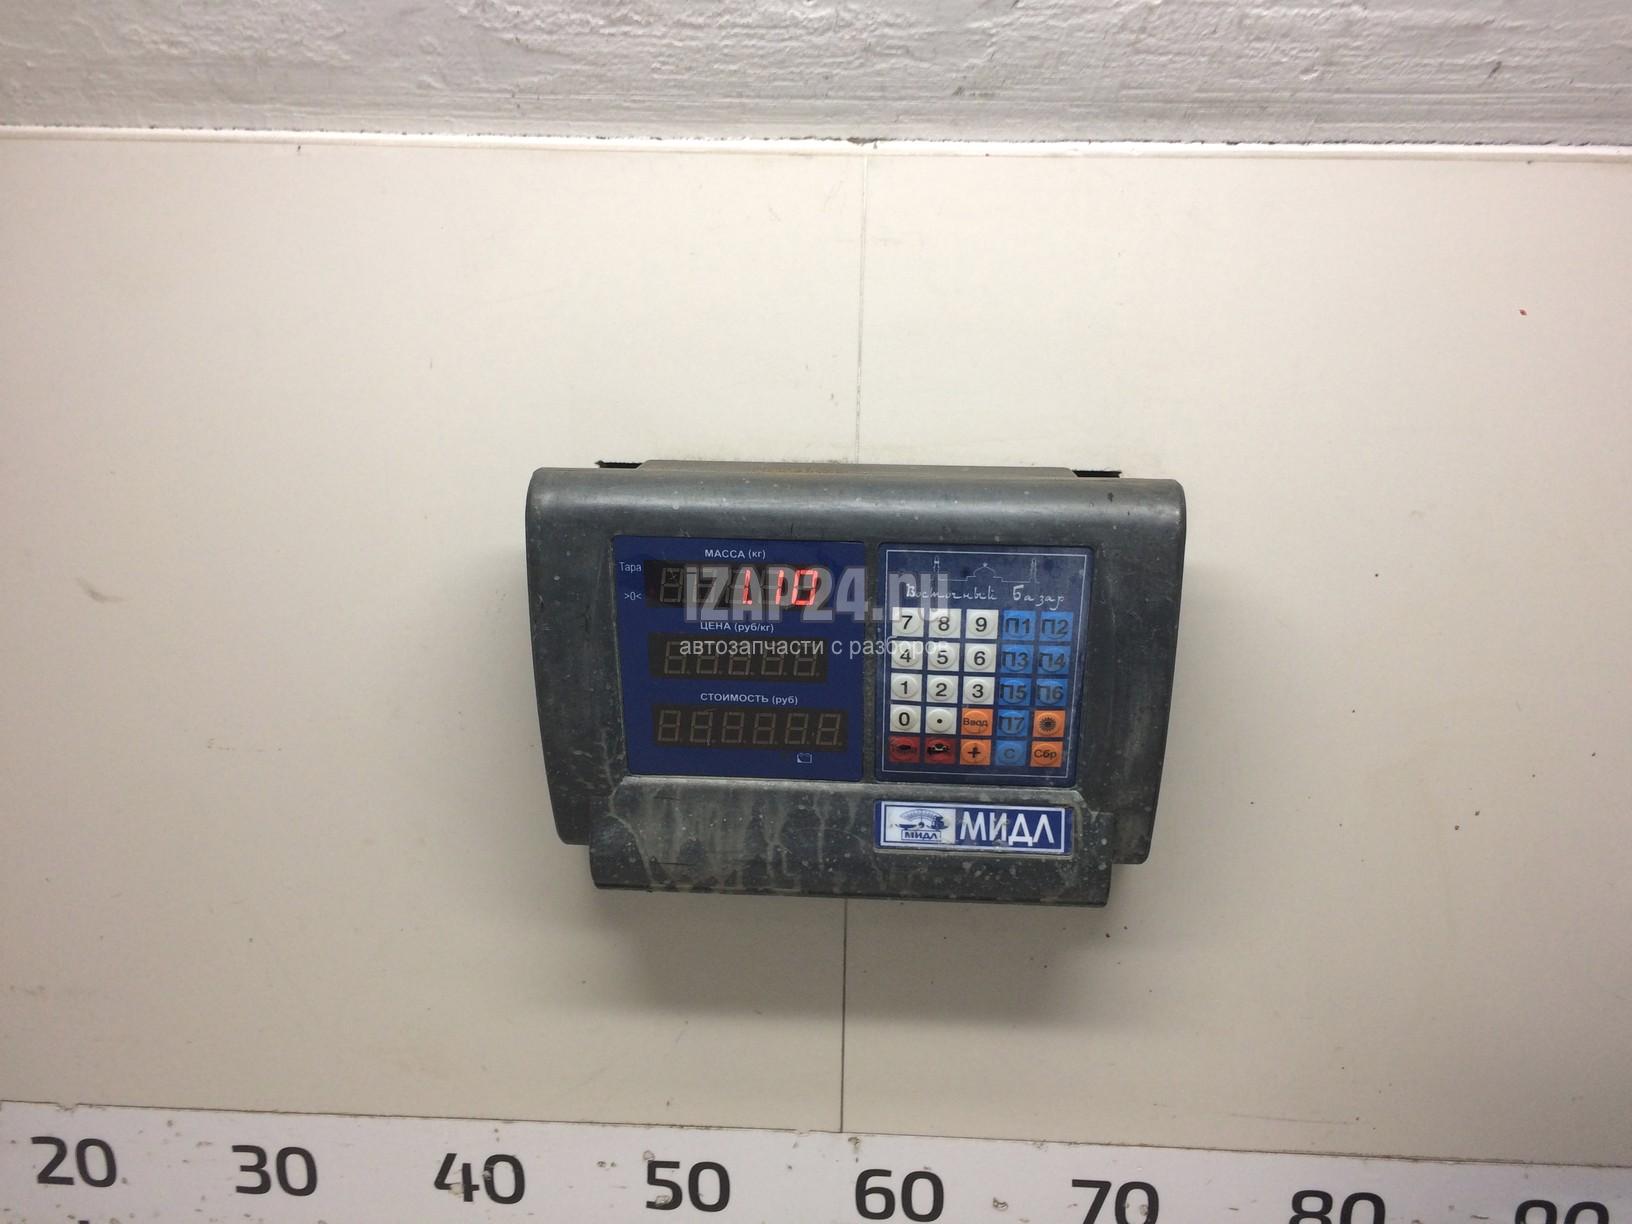 МАССА (кг)
Тара
1.10
>0<
iZAP24.ru
ЦЕНА (руб/кг)
автозапчасти с разборов
СТОИМОСТЬ (руб)
Восточный Базар
7 8 9 П1 П2
4 5 6 П3 П4
1 2 3 П5 П6
0 . Ввод П7
+ С Сбр
МИДЛ МИДЛ
20 30 40 50 60 70 80 90